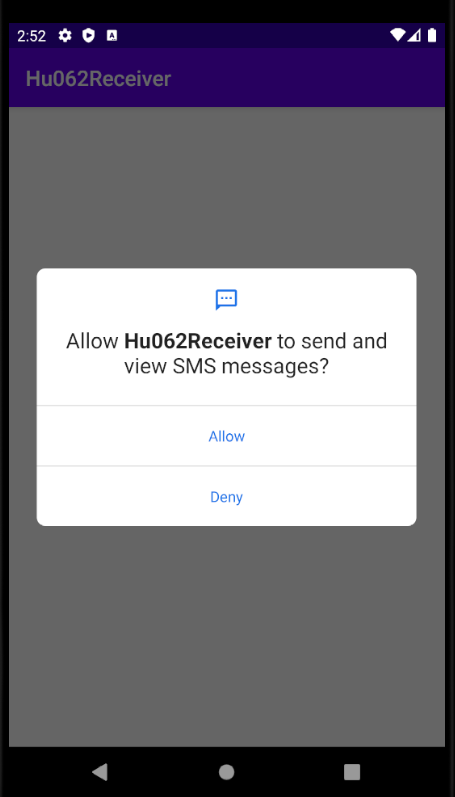 2:52
Hu062Receiver
Allow Hu062Receiver to send and
view SMS messages?
Allow
Deny